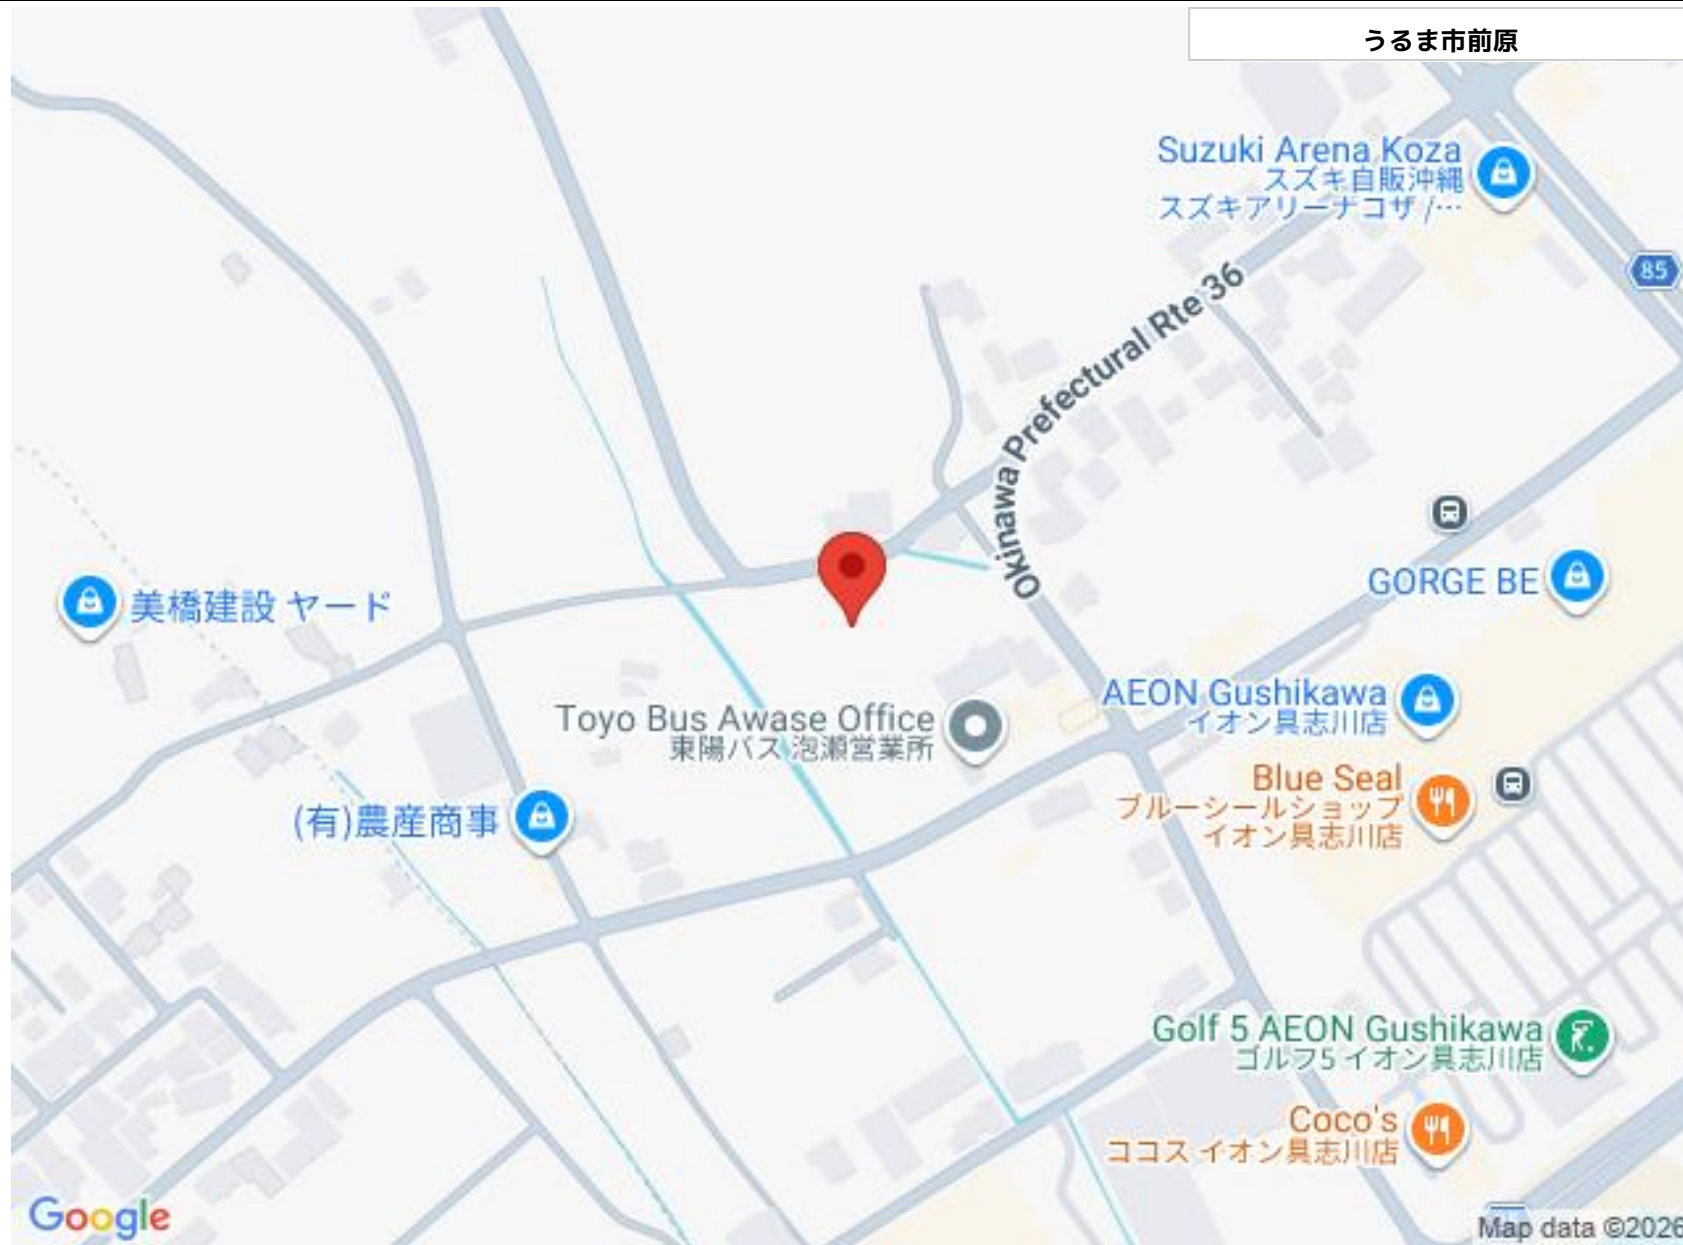 うるま市前原
Suzuki Arena Koza
スズキ自販沖縄
スズキアリーナコザ /…
85
Okinawa Prefectural Rte 36
GORGE BE
美橋建設 ヤード
AEON Gushikawa
イオン具志川店
Toyo Bus Awase Office
東陽バス 泡瀬営業所
Blue Seal
ブルーシールショップ
イオン具志川店
(有)農産商事
Golf 5 AEON Gushikawa
ゴルフ5 イオン具志川店
Coco's
ココス イオン具志川店
Google
Map data ©2026